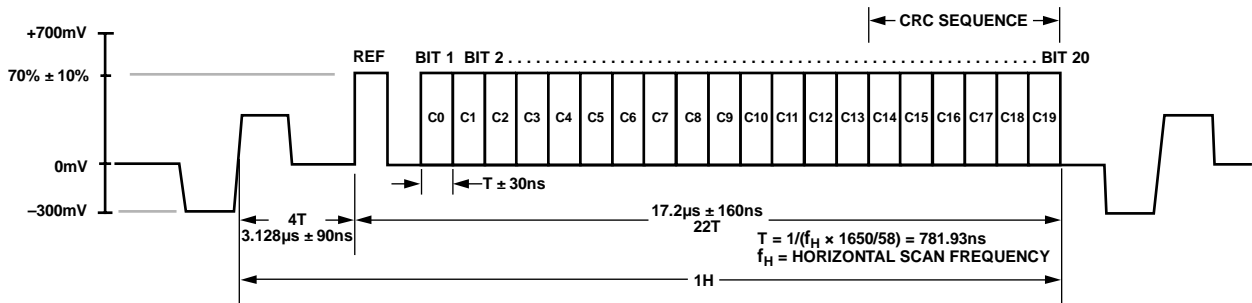 CRC SEQUENCE
+700mV
REF
BIT 1 BIT 2 . . . . . . . . . . . . . . . . . . . . . . . . . . . . . . . . . . . . . . . . . . . . . . . . . . . . . . . . . . . . . . . . . . . . BIT 20
70% ± 10%
C0 C1 C2 C3 C4 C5 C6 C7 C8 C9 C10 C11 C12 C13 C14 C15 C16 C17 C18 C19
0mV
T ± 30ns
–300mV
4T
3.128µs ± 90ns
17.2µs ± 160ns
22T
T = 1/(fH × 1650/58) = 781.93ns
fH = HORIZONTAL SCAN FREQUENCY
1H